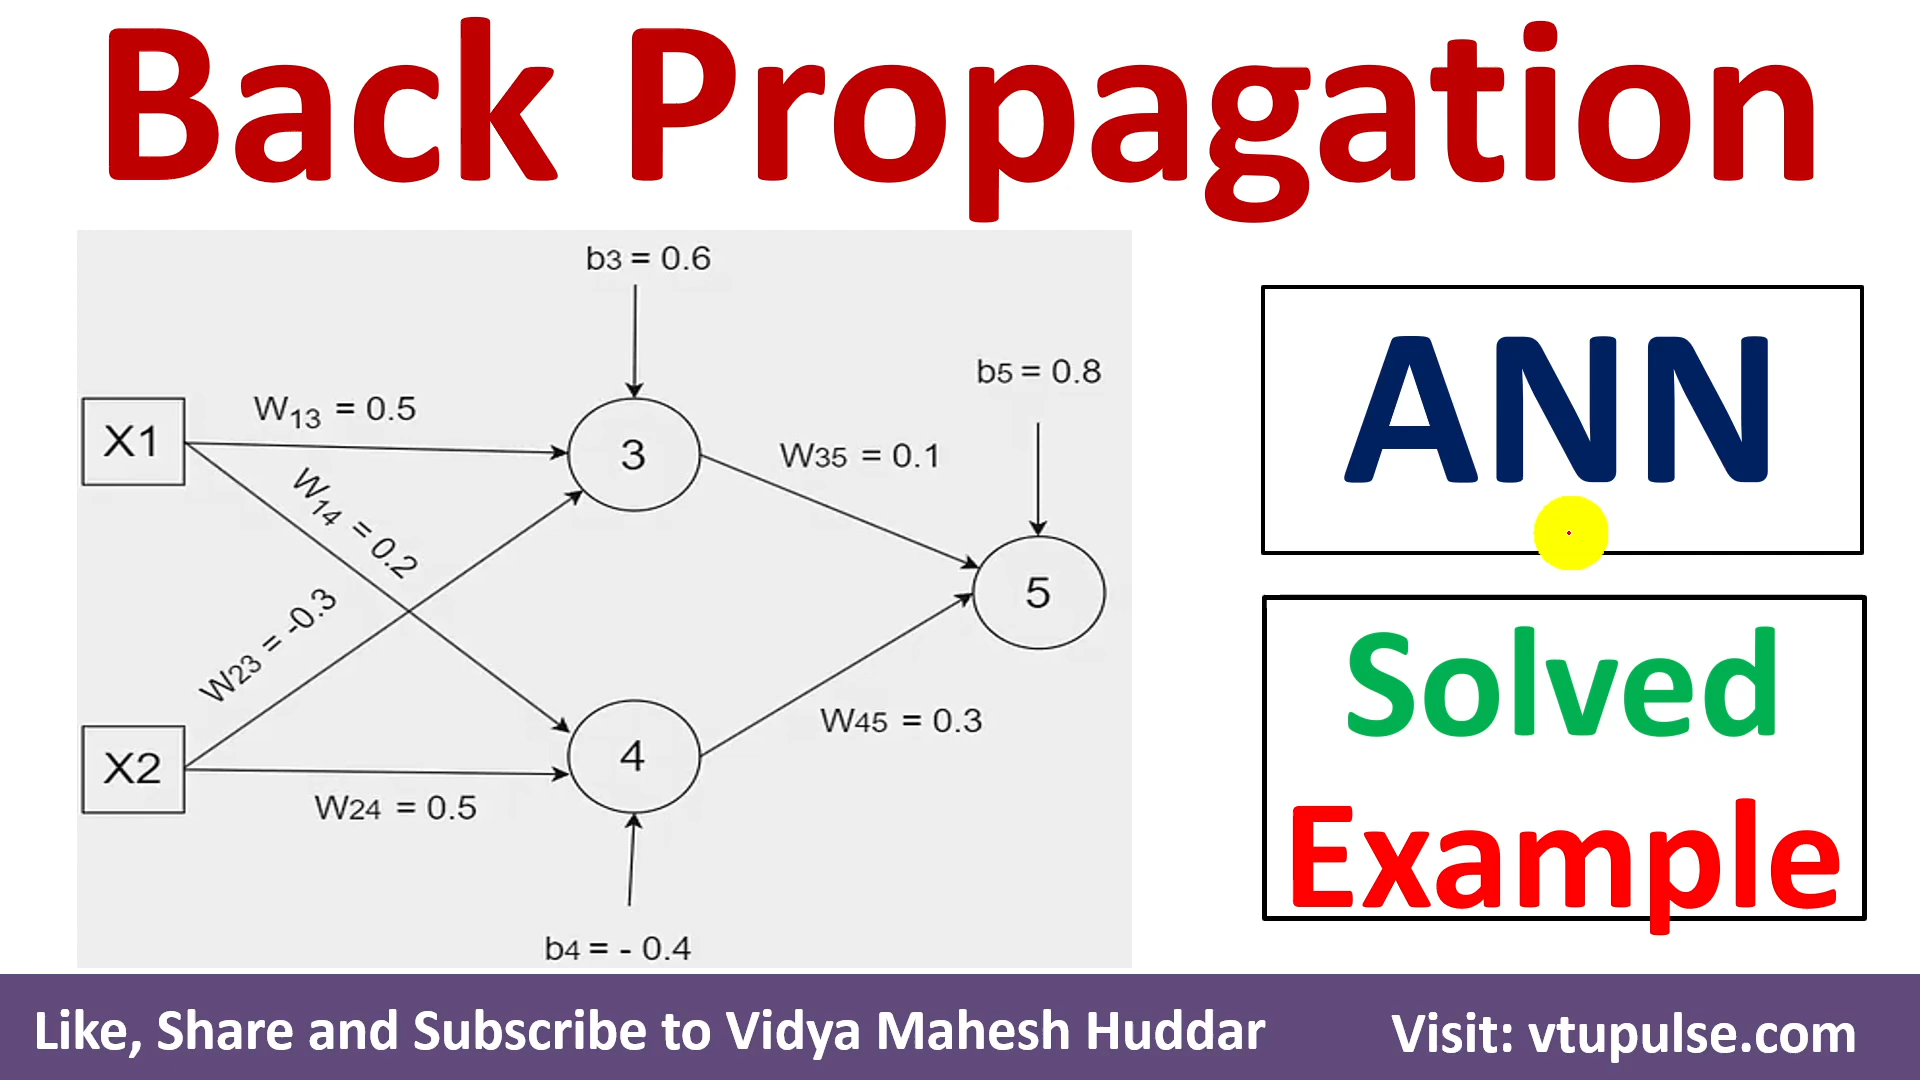 Back Propagation
b3 = 0.6
b5 = 0.8
W13 = 0.5
X1
3
W35 = 0.1
W14 = 0.2
W23 = -0.3
5
X2
4
W45 = 0.3
W24 = 0.5
b4 = - 0.4
ANN
Solved
Example
Like, Share and Subscribe to Vidya Mahesh Huddar
Visit: vtupulse.com